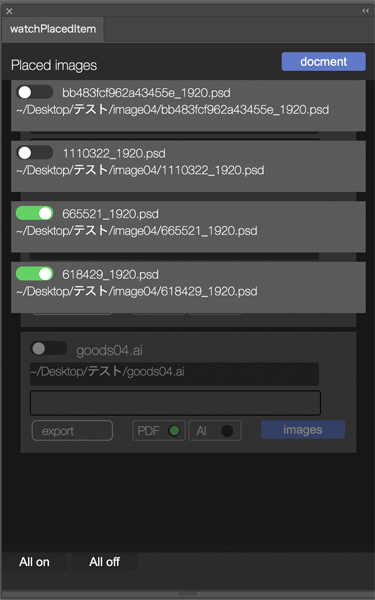 watchPlacedItem
Placed images
docment
bb483fcf962a43455e_1920.psd
~/Desktop/テスト/image04/bb483fcf962a43455e_1920.psd
1110322_1920.psd
~/Desktop/テスト/image04/1110322_1920.psd
665521_1920.psd
~/Desktop/テスト/image04/665521_1920.psd
618429_1920.psd
~/Desktop/テスト/image04/618429_1920.psd
goods04.ai
~/Desktop/テスト/goods04.ai
export PDF AI images
All on All off